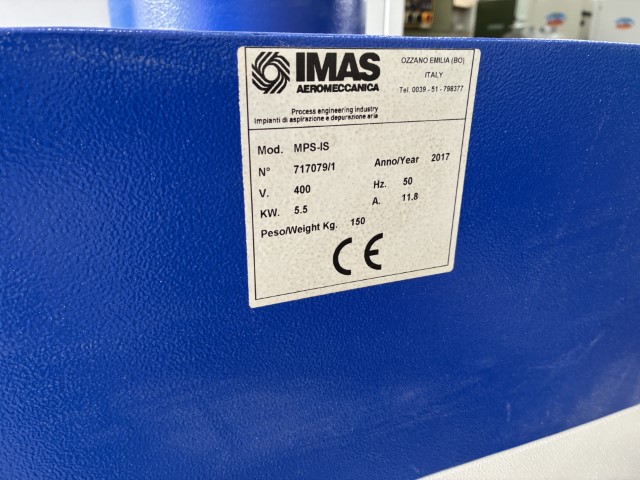 IMAS
AEROMECCANICA
OZZANO EMILIA (BO)
ITALY
Tel. 0039 - 51 - 798377
Process engineering industry
Impianti di aspirazione e depurazione aria
Mod. MPS-IS
N° 717079/1 Anno/Year 2017
V. 400 Hz. 50
KW. 5.5 A. 11.8
Peso/Weight Kg. 150
CE